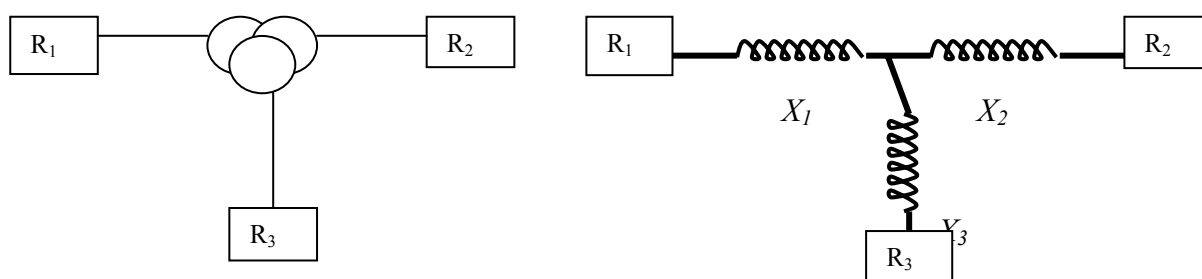 R₁ R₂ R₁ R₂
X₁ X₂
R₃ X₃
R₃